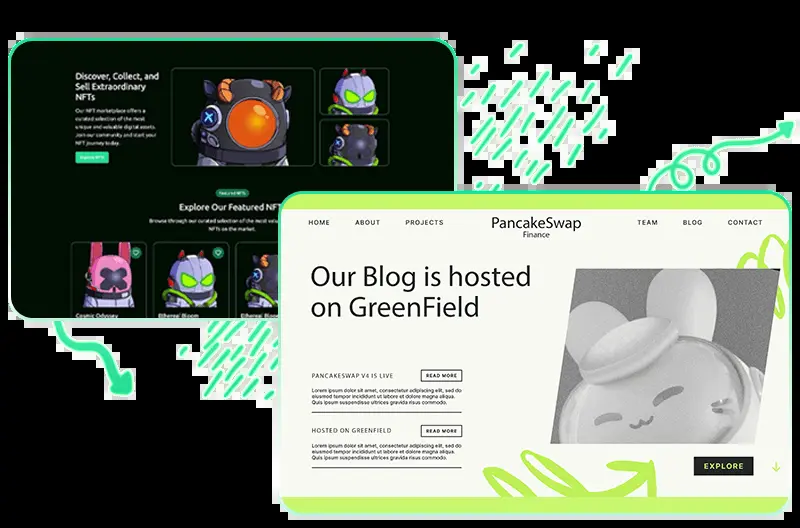 Discover, Collect, and
Sell Extraordinary
NFTs
Our NFT marketplace offers a
curated selection of the most
unique and valuable digital assets.
Join our community and start your
NFT journey today.
Explore NFT
Featured NFTs
Explore Our Featured NFT
Browse through our curated selection of the most valu
NFTs on the market.
Cosmic Odyssey
Ethereal Bloom
Ethereal Bloo
HOME
ABOUT
PROJECTS
PancakeSwap
Finance
TEAM
BLOG
CONTACT
Our Blog is hosted
on GreenField
PANCAKESWAP V4 IS LIVE
READ MORE
Lorem ipsum dolor sit amet, consectetur adipiscing elit, sed do
eiusmod tempor incididunt ut labore et dolore magna aliqua.
Quis ipsum suspendisse ultrices gravida risus commodo.
HOSTED ON GREENFIELD
READ MORE
Lorem ipsum dolor sit amet, consectetur adipiscing elit, sed do
eiusmod tempor incididunt ut labore et dolore magna aliqua.
Quis ipsum suspendisse ultrices gravida risus commodo.
EXPLORE